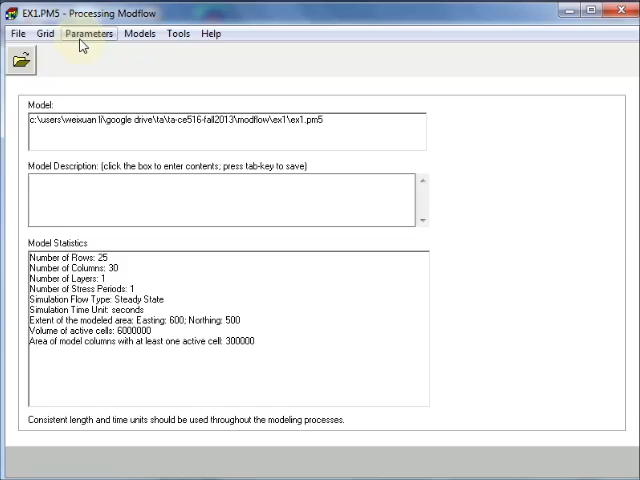 EX1.PM5 - Processing Modflow
File Grid Parameters Models Tools Help
Model:
c:\users\weixuan li\google drive\ta\ta-ce516-fall2013\modflow\ex1\ex1.pm5
Model Description: (click the box to enter contents; press tab-key to save)
Model Statistics
Number of Rows: 25
Number of Columns: 30
Number of Layers: 1
Number of Stress Periods: 1
Simulation Flow Type: Steady State
Simulation Time Unit: seconds
Extent of the modeled area: Easting: 600; Northing: 500
Volume of active cells: 6000000
Area of model columns with at least one active cell: 300000
Consistent length and time units should be used throughout the modeling processes.